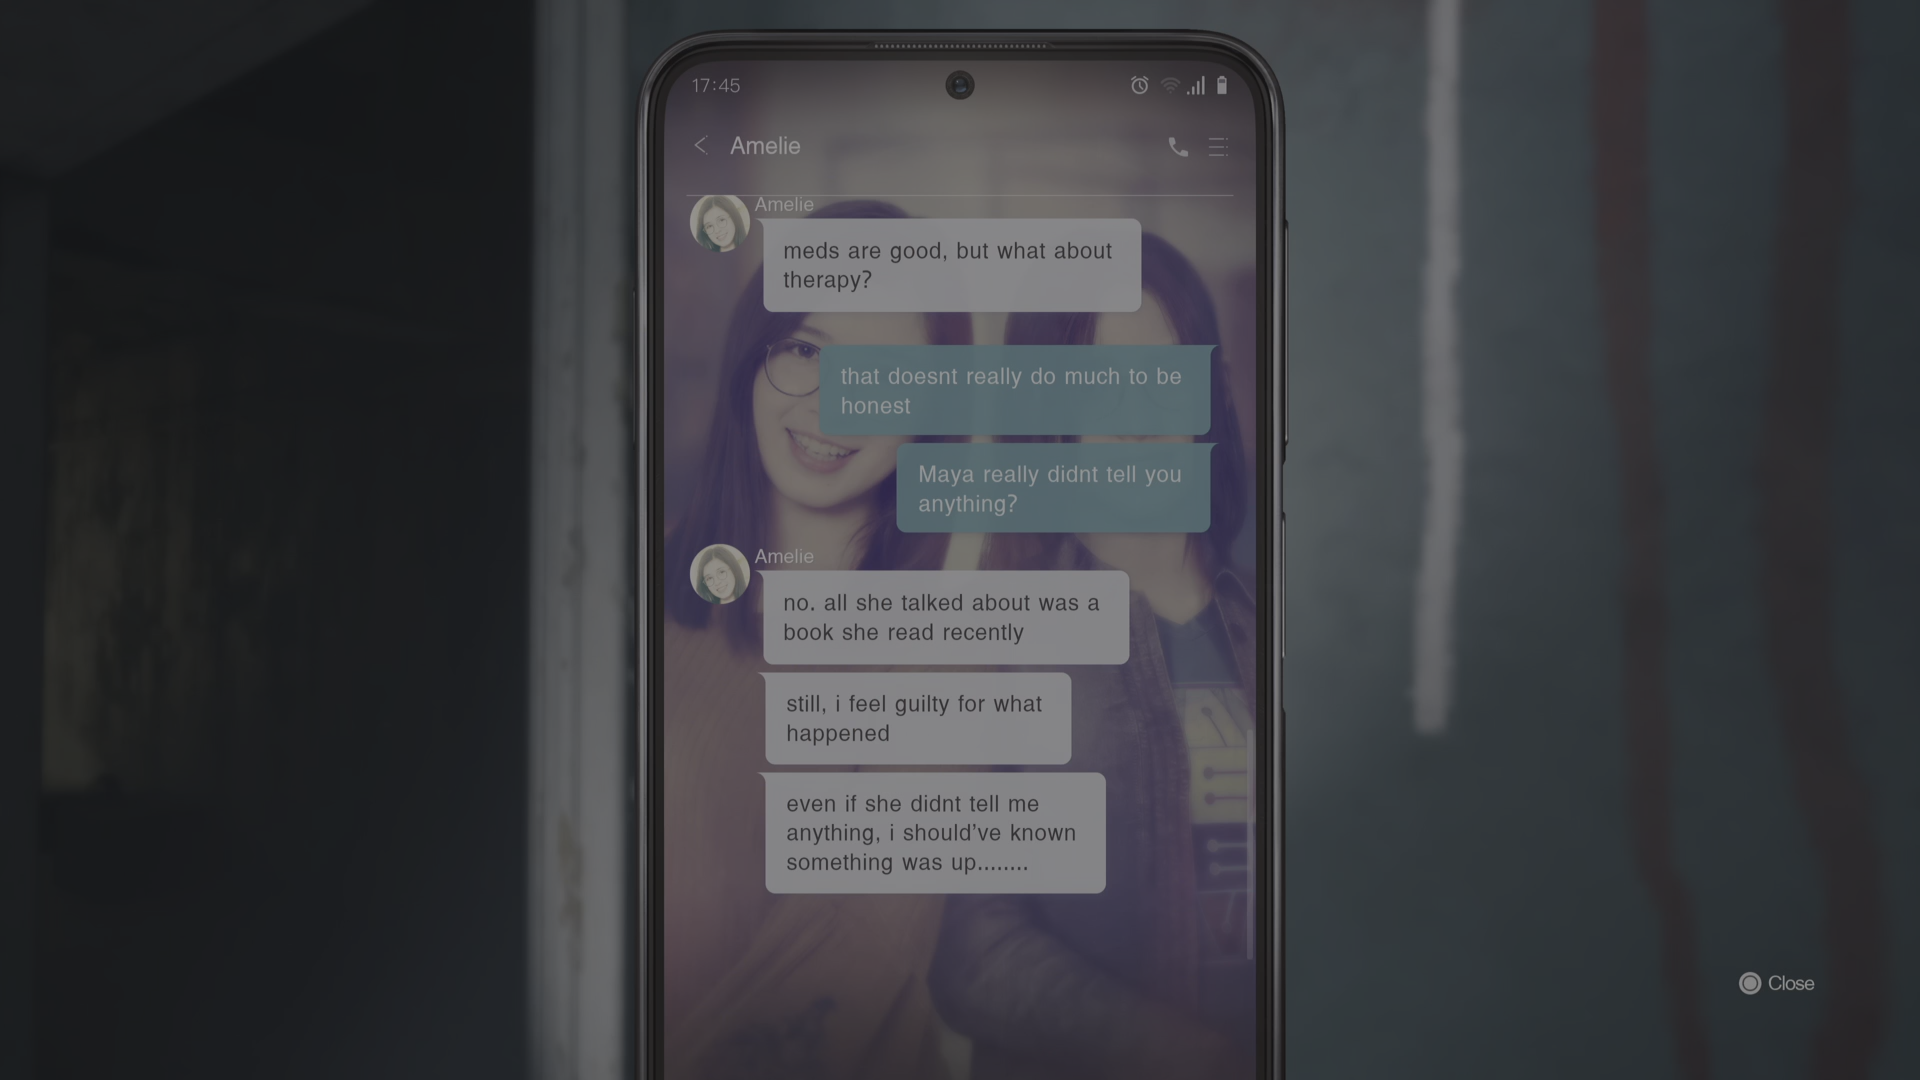 17:45
Amelie
Amelie
meds are good, but what about
therapy?
that doesnt really do much to be
honest
Maya really didnt tell you
anything?
Amelie
no. all she talked about was a
book she read recently
still, i feel guilty for what
happened
even if she didnt tell me
anything, i should've known
something was up........
Close